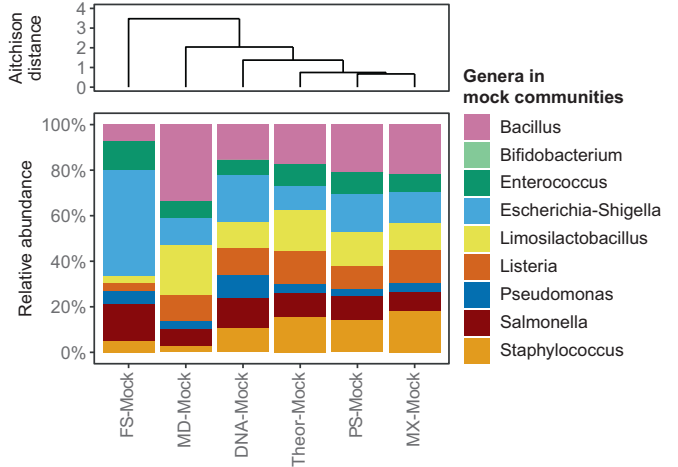 Aitchison
distance
4
3
2
1
0
Relative abundance
100%
80%
60%
40%
20%
0%
FS-Mock
MD-Mock
DNA-Mock
Theor-Mock
PS-Mock
MX-Mock
Genera in
mock communities
Bacillus
Bifidobacterium
Enterococcus
Escherichia-Shigella
Limosilactobacillus
Listeria
Pseudomonas
Salmonella
Staphylococcus